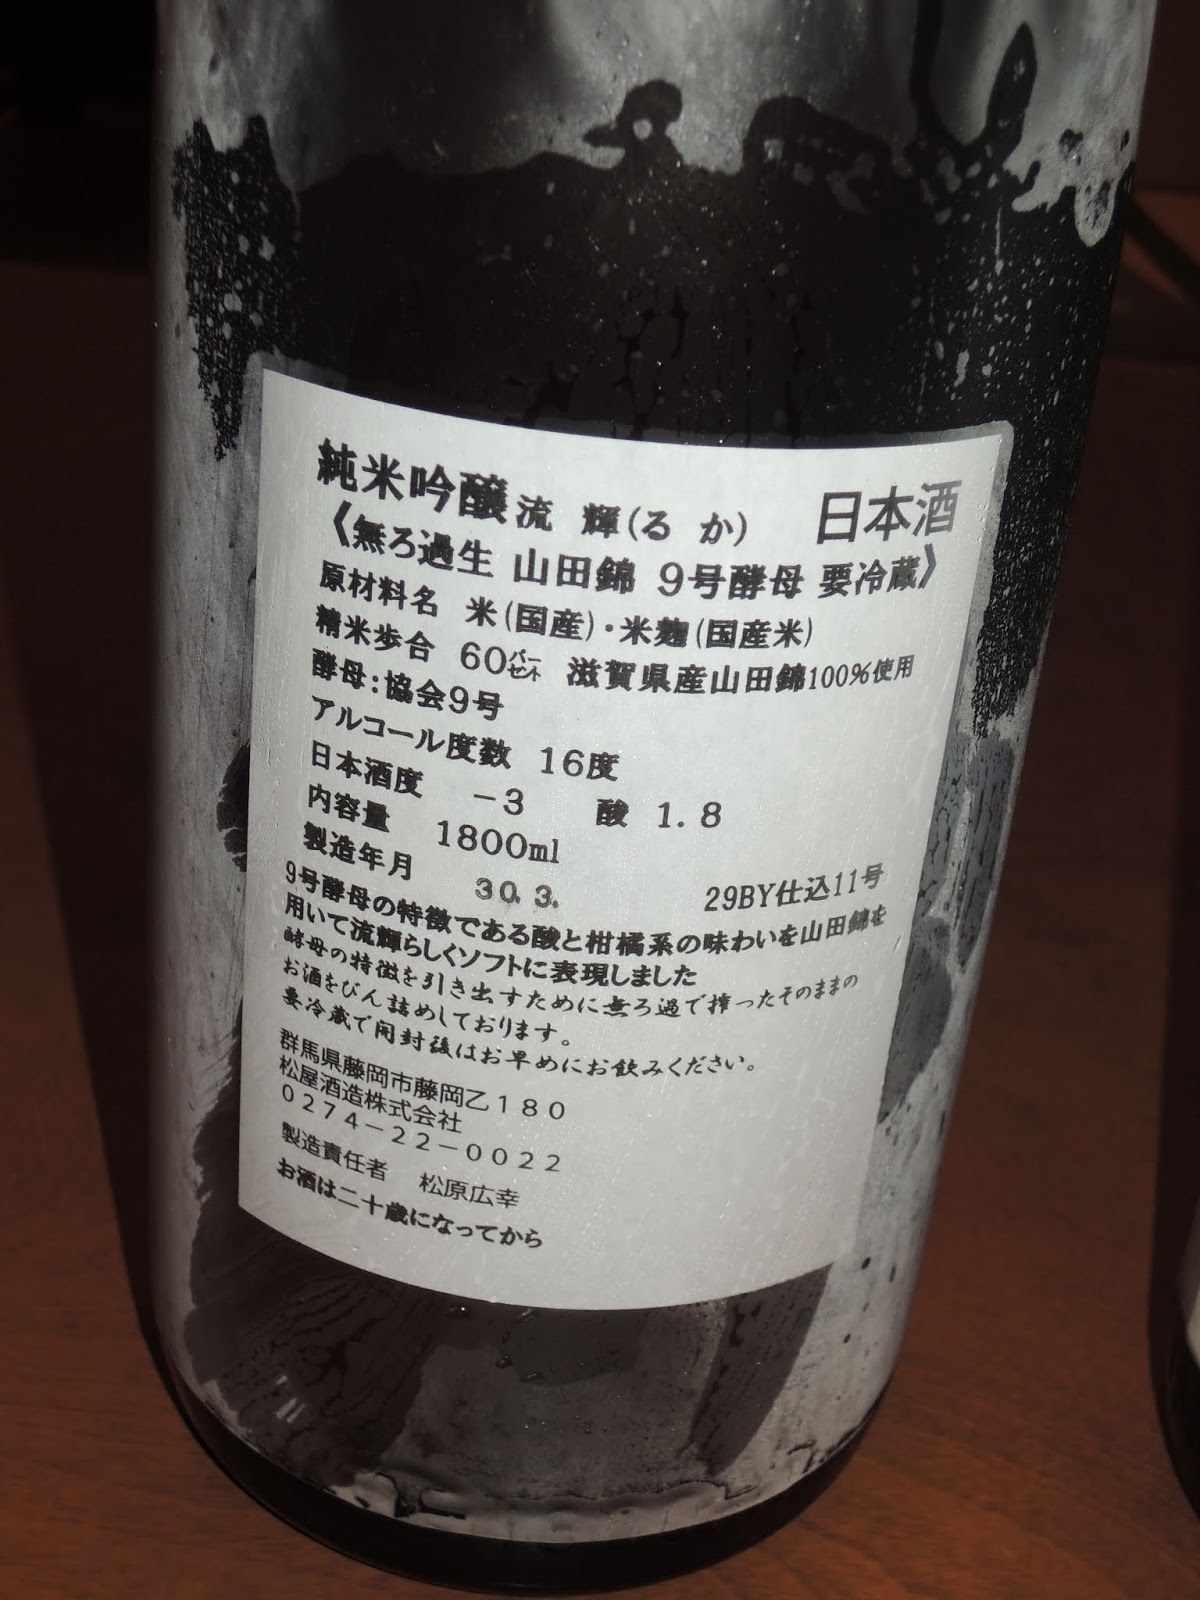 純米吟醸 流 輝(る か) 日本酒
《無ろ過生 山田錦 9号酵母 要冷蔵》
原材料名 米(国産)・米麹(国産米)
精米歩合 60パーセント 滋賀県産山田錦100%使用
酵母:協会9号
アルコール度数 16度
日本酒度 -3 酸 1.8
内容量 1800ml
製造年月 30.3. 29BY仕込11号
9号酵母の特徴である酸と柑橘系の味わいを山田錦を
用いて流輝らしくソフトに表現しました
酵母の特徴を引き出すために無ろ過で搾ったそのままの
お酒をびん詰めしております。
要冷蔵で開封後はお早めにお飲みください。
群馬県藤岡市藤岡乙180
松屋酒造株式会社
0274-22-0022
製造責任者 松原広幸
お酒は二十歳になってから